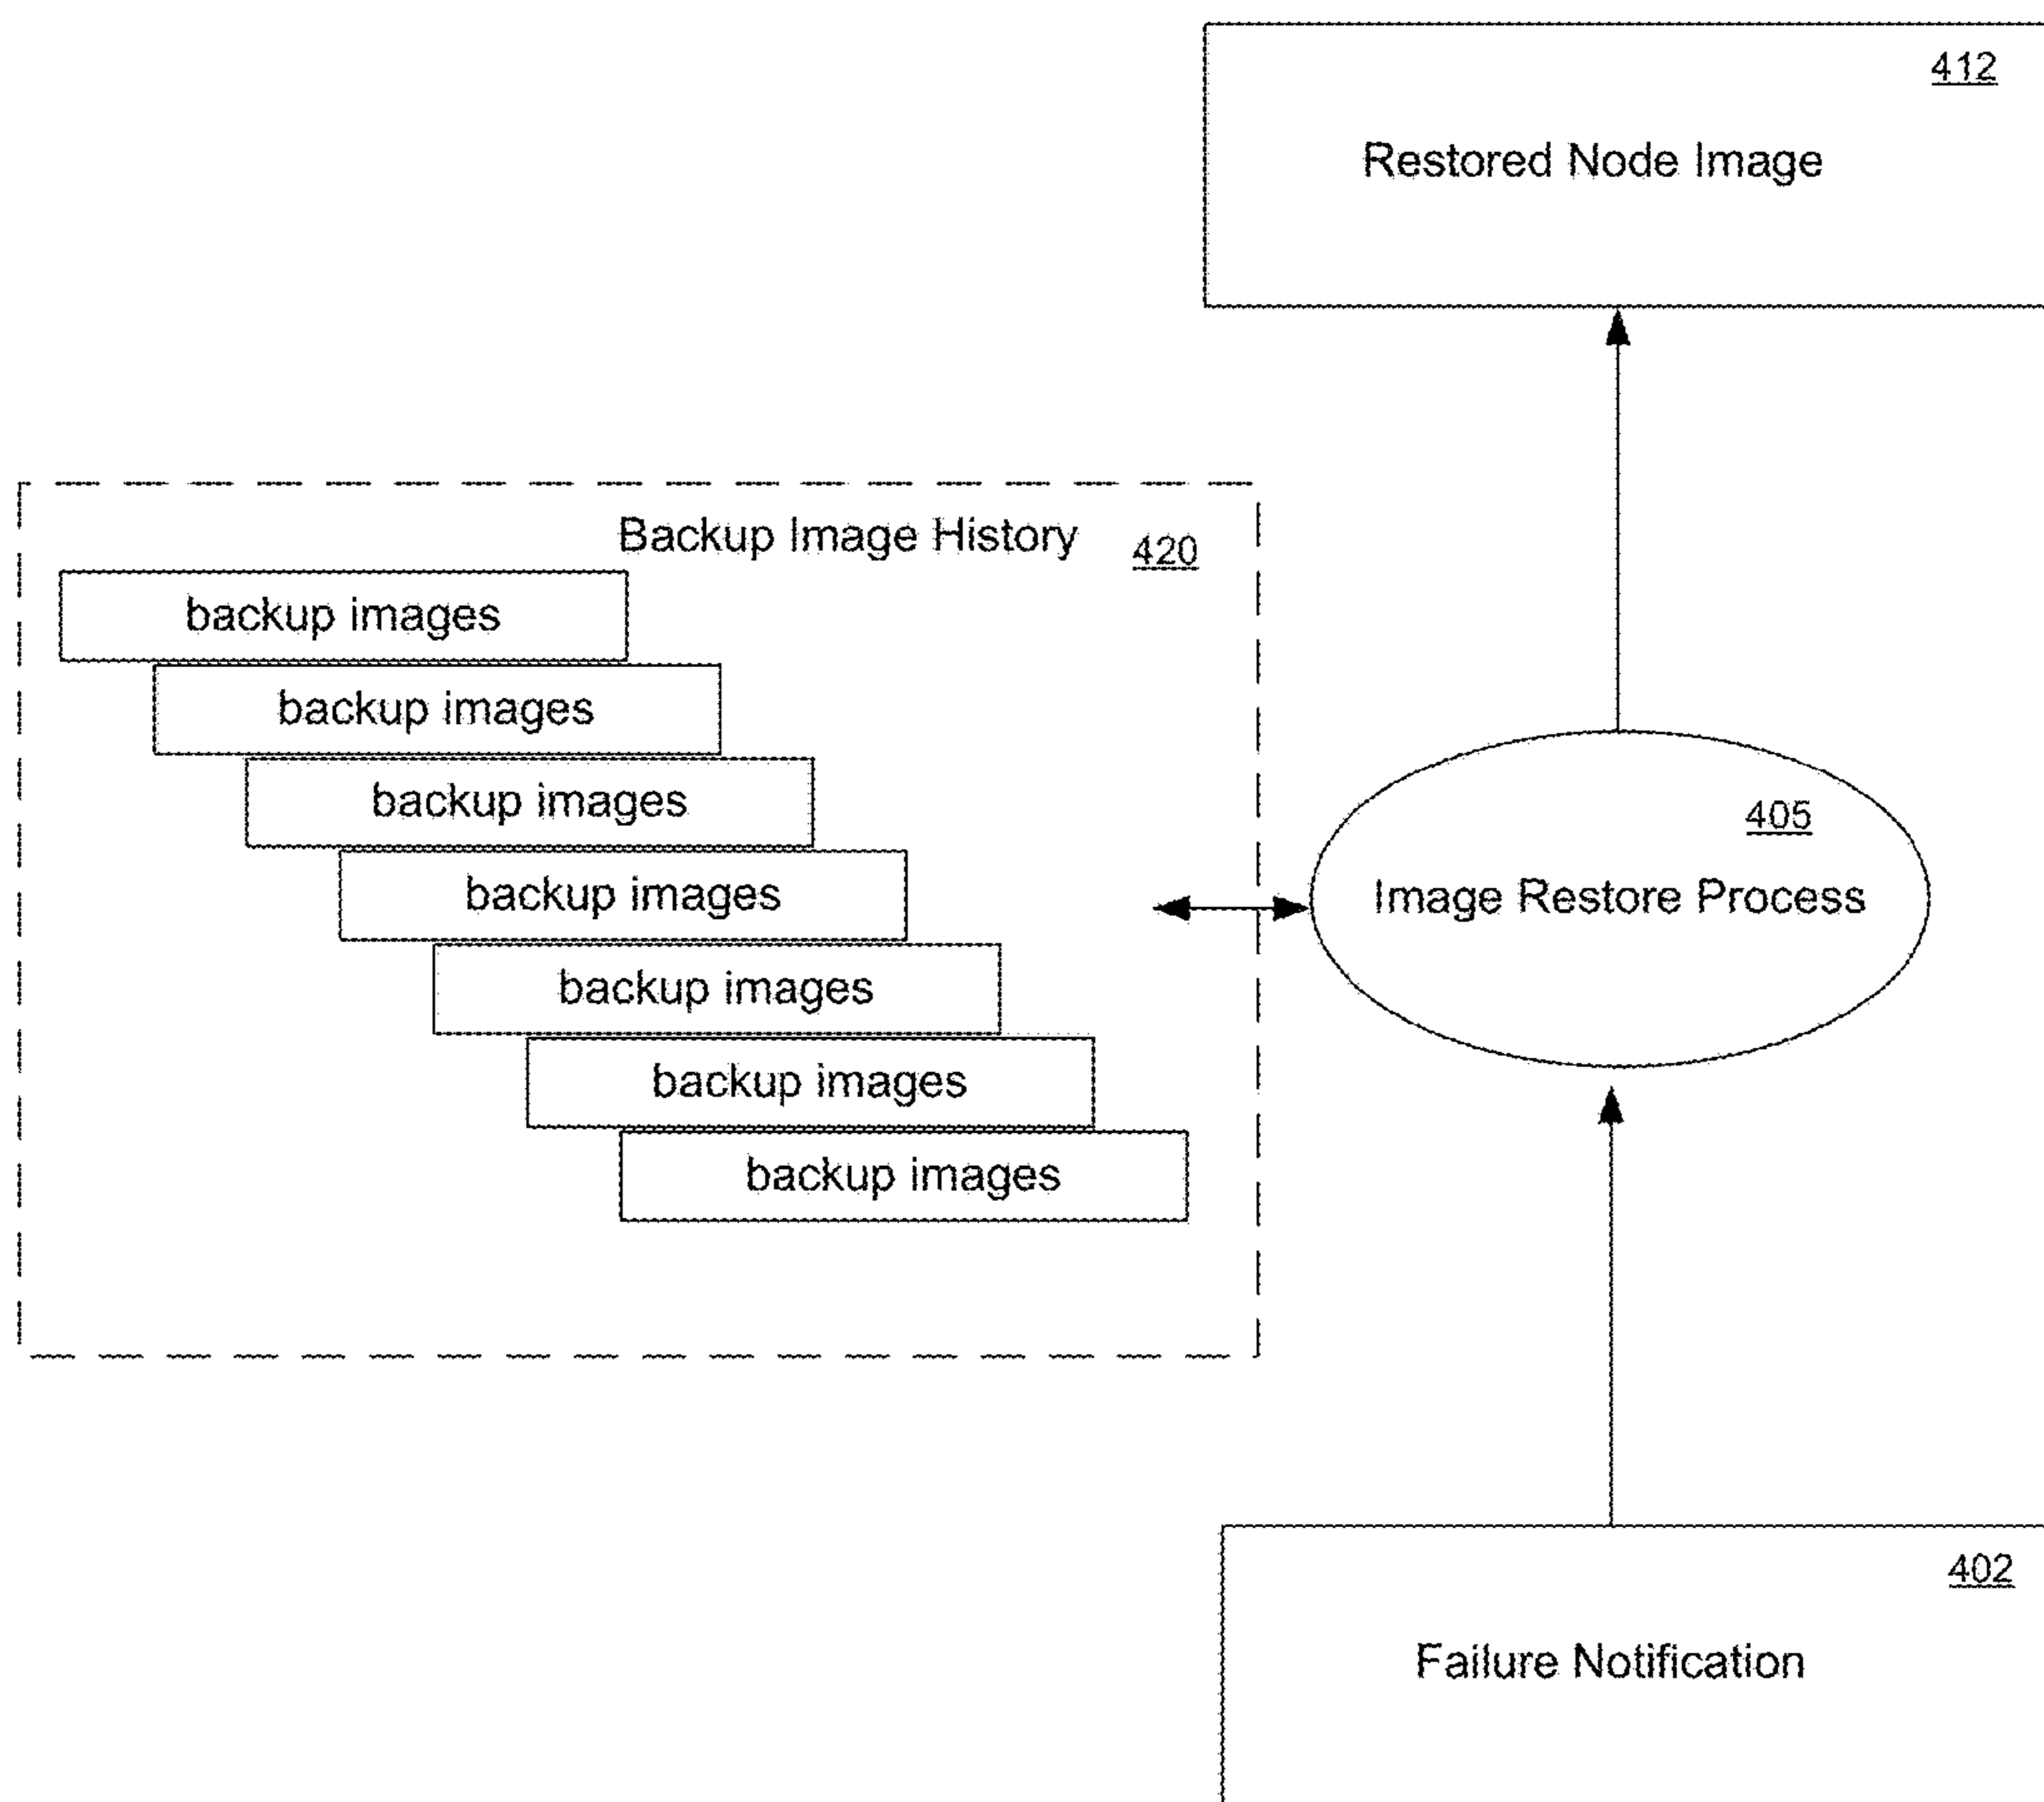 412
Restored Node Image
Backup Image History
420
backup images
backup images
backup images
backup images
backup images
backup images
backup images
405
Image Restore Process
402
Failure Notification